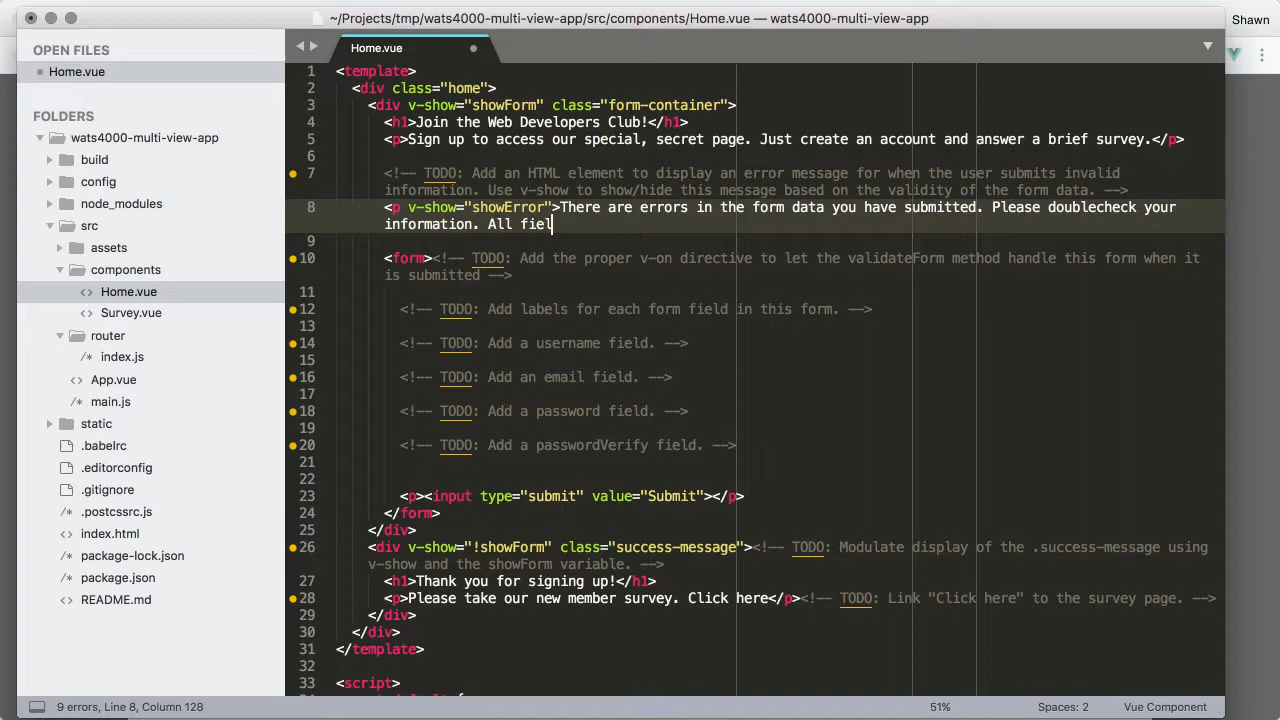 ~/Projects/tmp/wats4000-multi-view-app/src/components/Home.vue — wats4000-multi-view-app
Shawn
OPEN FILES
Home.vue
FOLDERS
wats4000-multi-view-app
build
config
node_modules
src
assets
components
<> Home.vue
<> Survey.vue
router
/* index.js
<> App.vue
/* main.js
static
.babelrc
.editorconfig
.gitignore
.postcssrc.js
index.html
package-lock.json
package.json
README.md
Home.vue
1 <template>
2 <div class="home">
3 <div v-show="showForm" class="form-container">
4 <h1>Join the Web Developers Club!</h1>
5 <p>Sign up to access our special, secret page. Just create an account and answer a brief survey.</p>
6
7 <!-- TODO: Add an HTML element to display an error message for when the user submits invalid
information. Use v-show to show/hide this message based on the validity of the form data. -->
8 <p v-show="showError">There are errors in the form data you have submitted. Please doublecheck your
information. All fiel
9
10 <form><!-- TODO: Add the proper v-on directive to let the validateForm method handle this form when it
is submitted -->
11
12 <!-- TODO: Add labels for each form field in this form. -->
13
14 <!-- TODO: Add a username field. -->
15
16 <!-- TODO: Add an email field. -->
17
18 <!-- TODO: Add a password field. -->
19
20 <!-- TODO: Add a passwordVerify field. -->
21
22
23 <p><input type="submit" value="Submit"></p>
24 </form>
25 </div>
26 <div v-show="!showForm" class="success-message"><!-- TODO: Modulate display of the .success-message using
v-show and the showForm variable. -->
27 <h1>Thank you for signing up!</h1>
28 <p>Please take our new member survey. Click here</p><!-- TODO: Link "Click here" to the survey page. -->
29 </div>
30 </div>
31 </template>
32
33 <script>
9 errors, Line 8, Column 128
51%
Spaces: 2
Vue Component